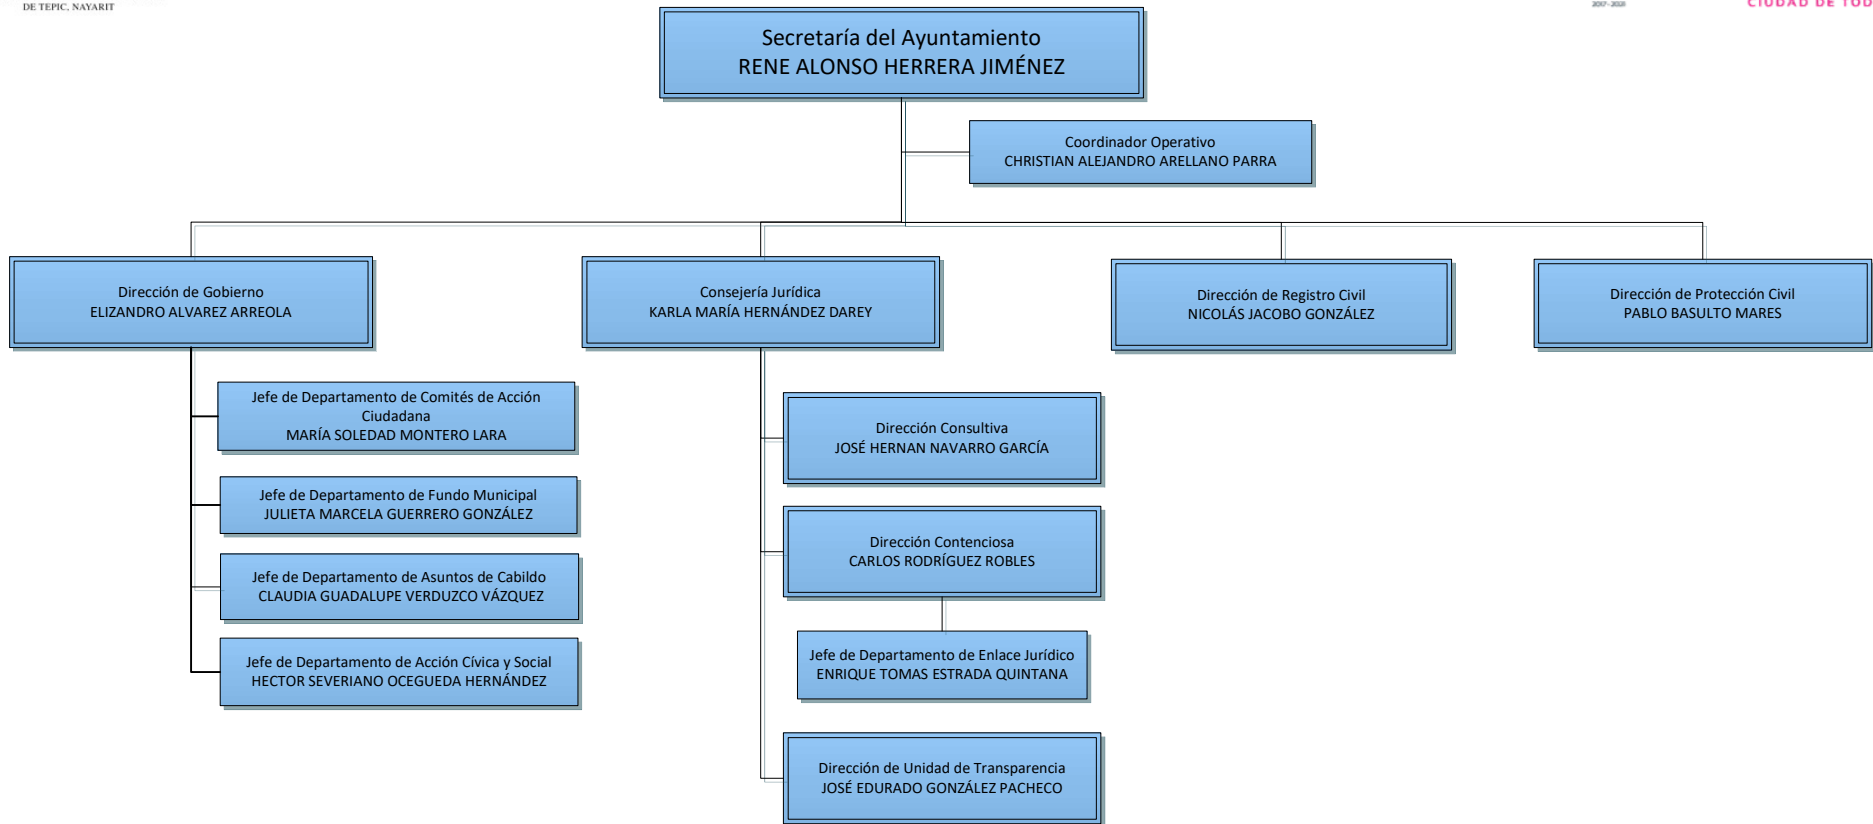 DE TEPIC, NAYARIT
2017-2021
CIUDAD DE TOD
Secretaría del Ayuntamiento
RENE ALONSO HERRERA JIMÉNEZ
Coordinador Operativo
CHRISTIAN ALEJANDRO ARELLANO PARRA
Dirección de Gobierno
ELIZANDRO ALVAREZ ARREOLA
Consejería Jurídica
KARLA MARÍA HERNÁNDEZ DAREY
Dirección de Registro Civil
NICOLÁS JACOBO GONZÁLEZ
Dirección de Protección Civil
PABLO BASULTO MARES
Jefe de Departamento de Comités de Acción
Ciudadana
MARÍA SOLEDAD MONTERO LARA
Jefe de Departamento de Fundo Municipal
JULIETA MARCELA GUERRERO GONZÁLEZ
Jefe de Departamento de Asuntos de Cabildo
CLAUDIA GUADALUPE VERDUZCO VÁZQUEZ
Jefe de Departamento de Acción Cívica y Social
HECTOR SEVERIANO OCEGUEDA HERNÁNDEZ
Dirección Consultiva
JOSÉ HERNAN NAVARRO GARCÍA
Dirección Contenciosa
CARLOS RODRÍGUEZ ROBLES
Jefe de Departamento de Enlace Jurídico
ENRIQUE TOMAS ESTRADA QUINTANA
Dirección de Unidad de Transparencia
JOSÉ EDURADO GONZÁLEZ PACHECO